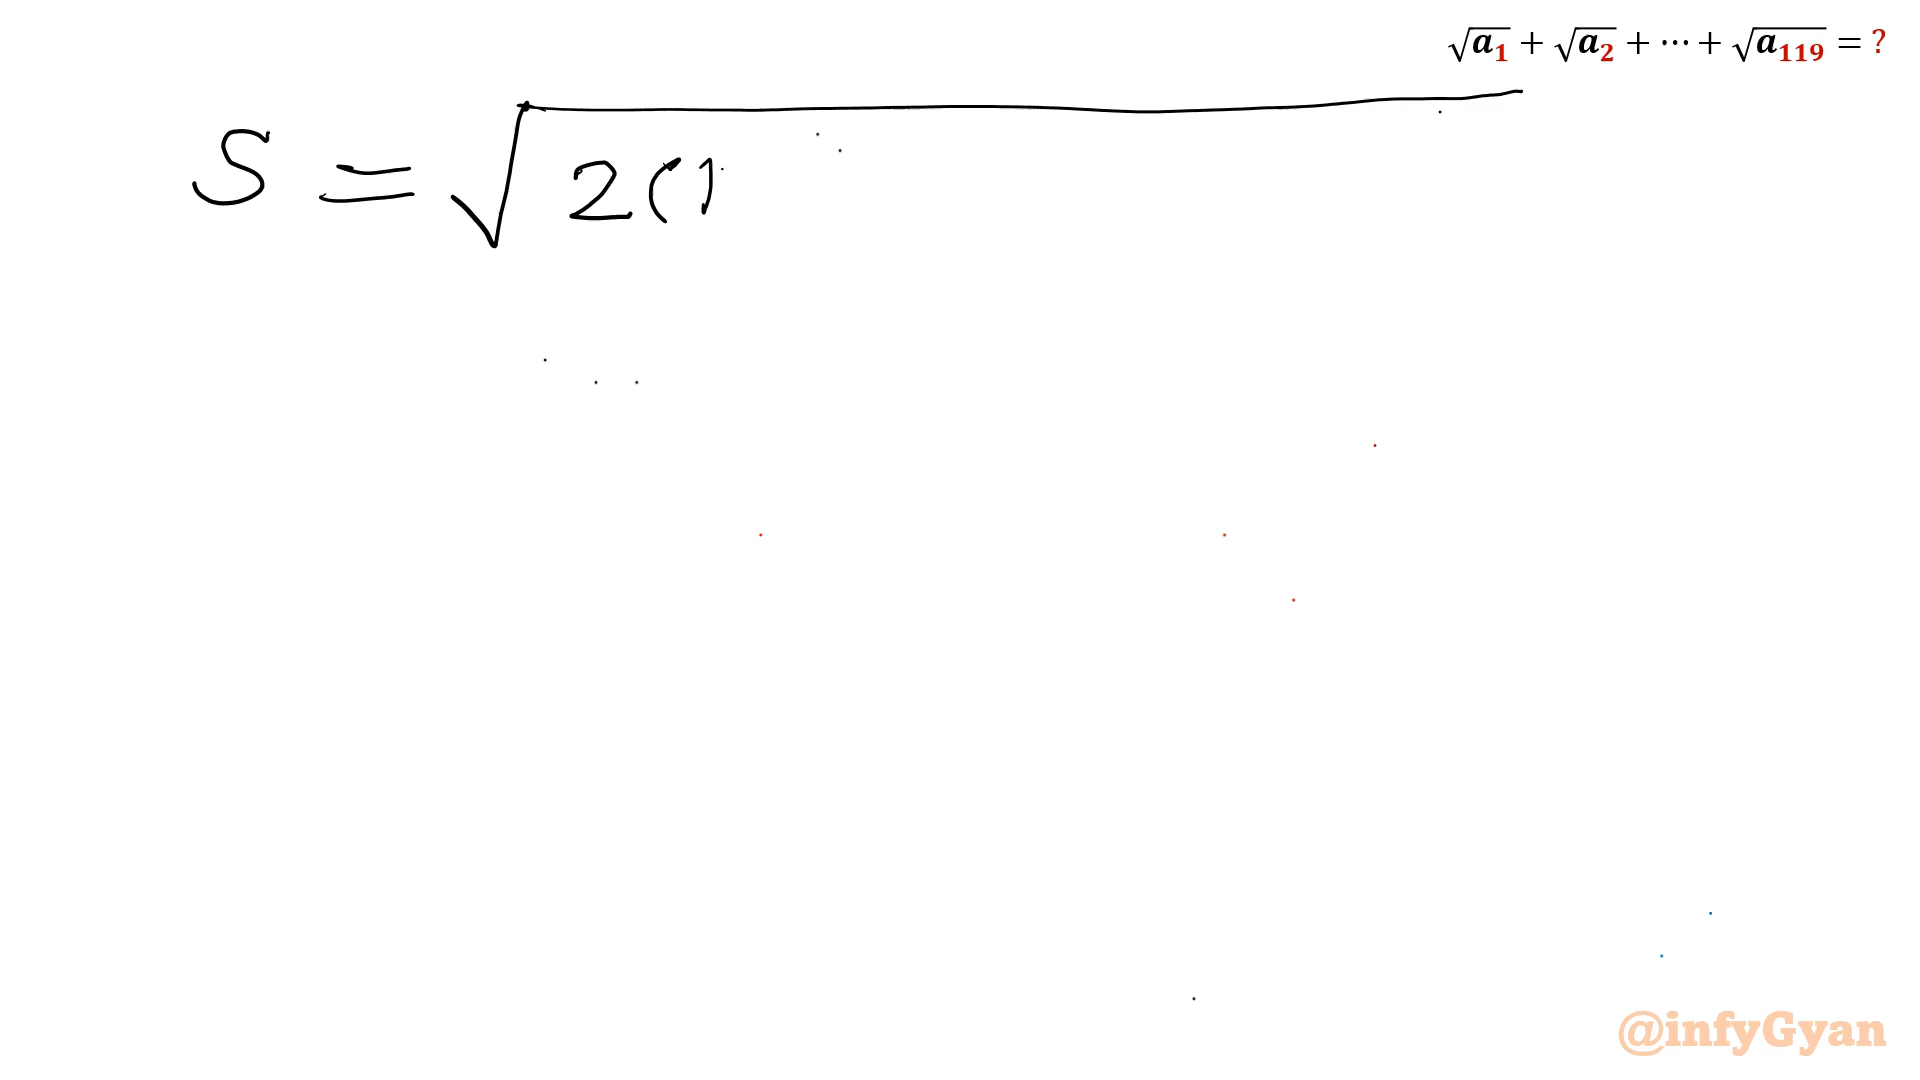 √a₁ + √a₂ + ⋯ + √a₁₁₉ = ?
S = √2(1
@infyGyan